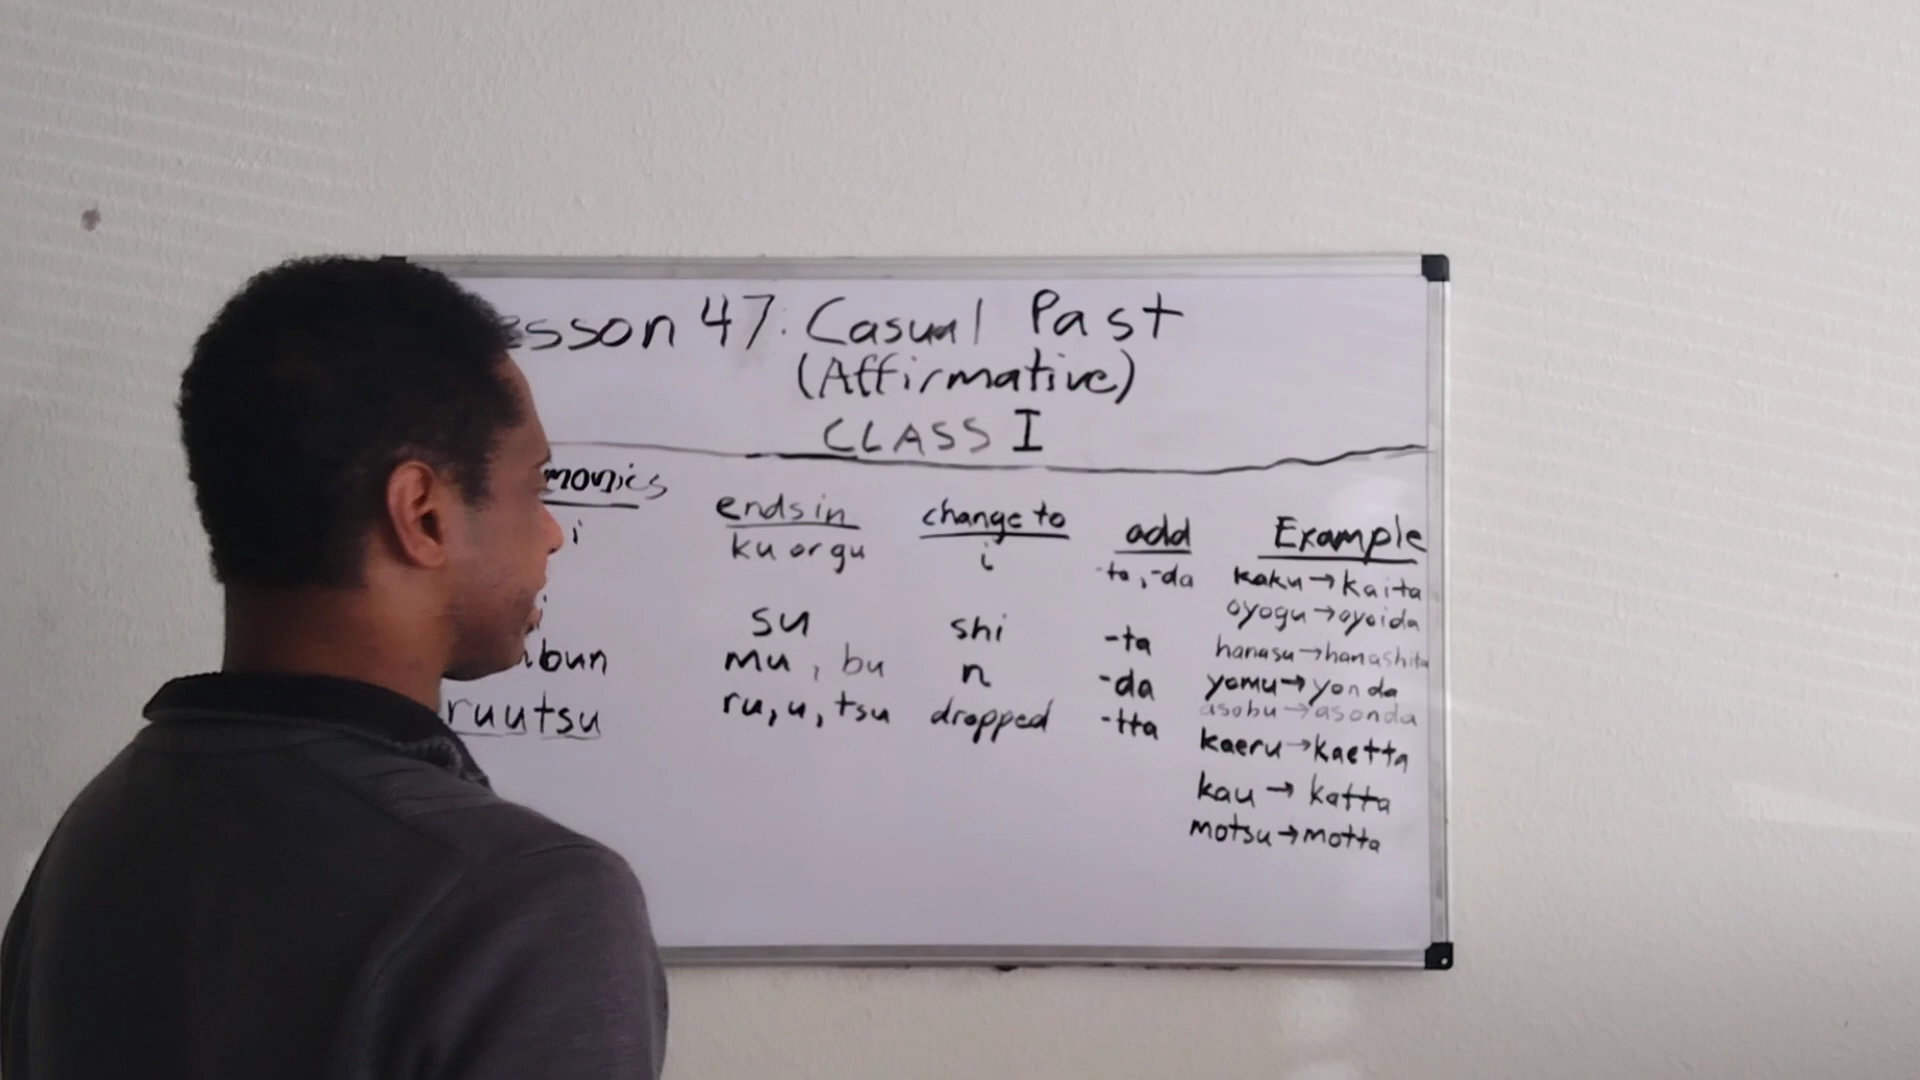 esson 47: Casual Past
(Affirmative)
CLASS I
monics ends in change to add Example
i ku or gu i -ta, -da kaku → kaita
oyogu → oyoida
su shi -ta hanasu → hanashita
bun mu, bu n -da yomu → yonda
asobu → asonda
ruutsu ru, u, tsu dropped -tta kaeru → kaetta
kau → katta
motsu → motta